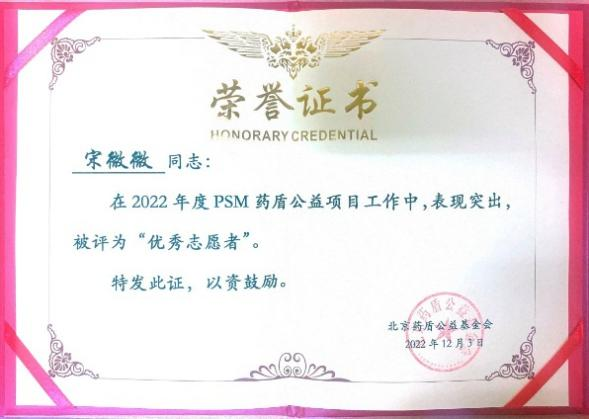 荣誉证书
HONORARY CREDENTIAL
宋微微 同志：
在2022年度PSM药盾公益项目工作中，表现突出，
被评为“优秀志愿者”。
特发此证，以资鼓励。
北京药盾公益基金会
2022年12月3日